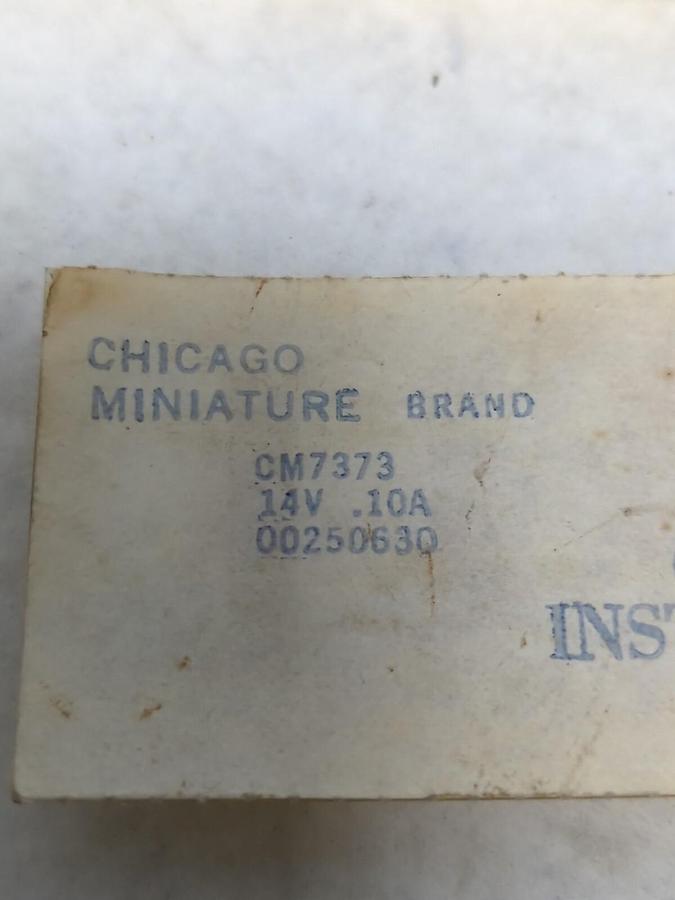 CHICAGO
MINIATURE BRAND
CM7373
14V .10A
00250630
INST